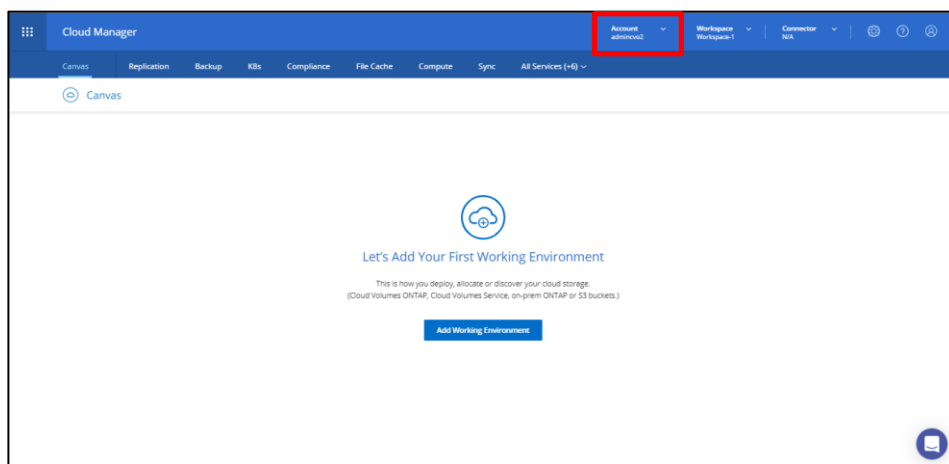 Cloud Manager
Account
admincvo2
Workspace
Workspace-1
Connector
N/A
Canvas
Replication
Backup
K8s
Compliance
File Cache
Compute
Sync
All Services (+6)
Canvas
Let's Add Your First Working Environment
This is how you deploy, allocate or discover your cloud storage.
(Cloud Volumes ONTAP, Cloud Volumes Service, on-prem ONTAP or S3 buckets.)
Add Working Environment